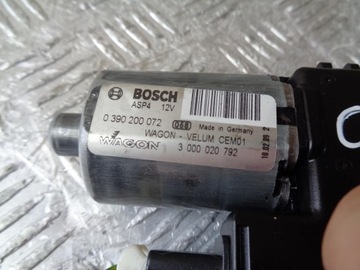 BOSCH
ASP4 12V
0 390 200 072 Made in Germany
WAGON - VELUM CEM01
WAGON 3 000 020 792